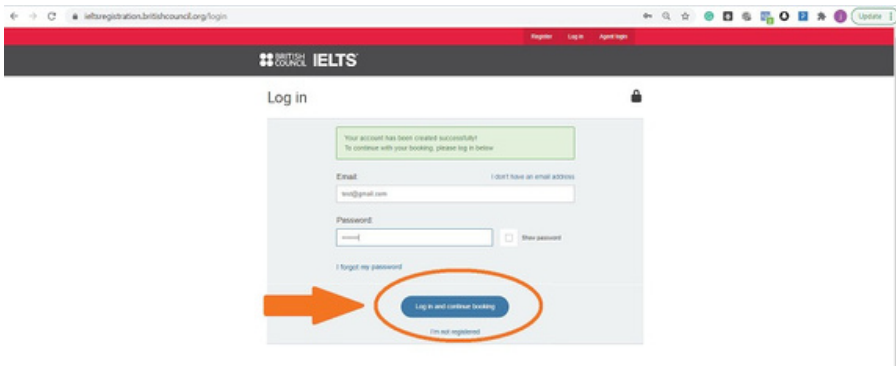 ieltsregistration.britishcouncil.org/login
Update
Register Log in Agent login
BRITISH COUNCIL IELTS
Log in
Your account has been created successfully!
To continue with your booking, please log in below
Email: I don't have an email address
test@gmail.com
Password:
Show password
I forgot my password
Log in and continue booking
I'm not registered